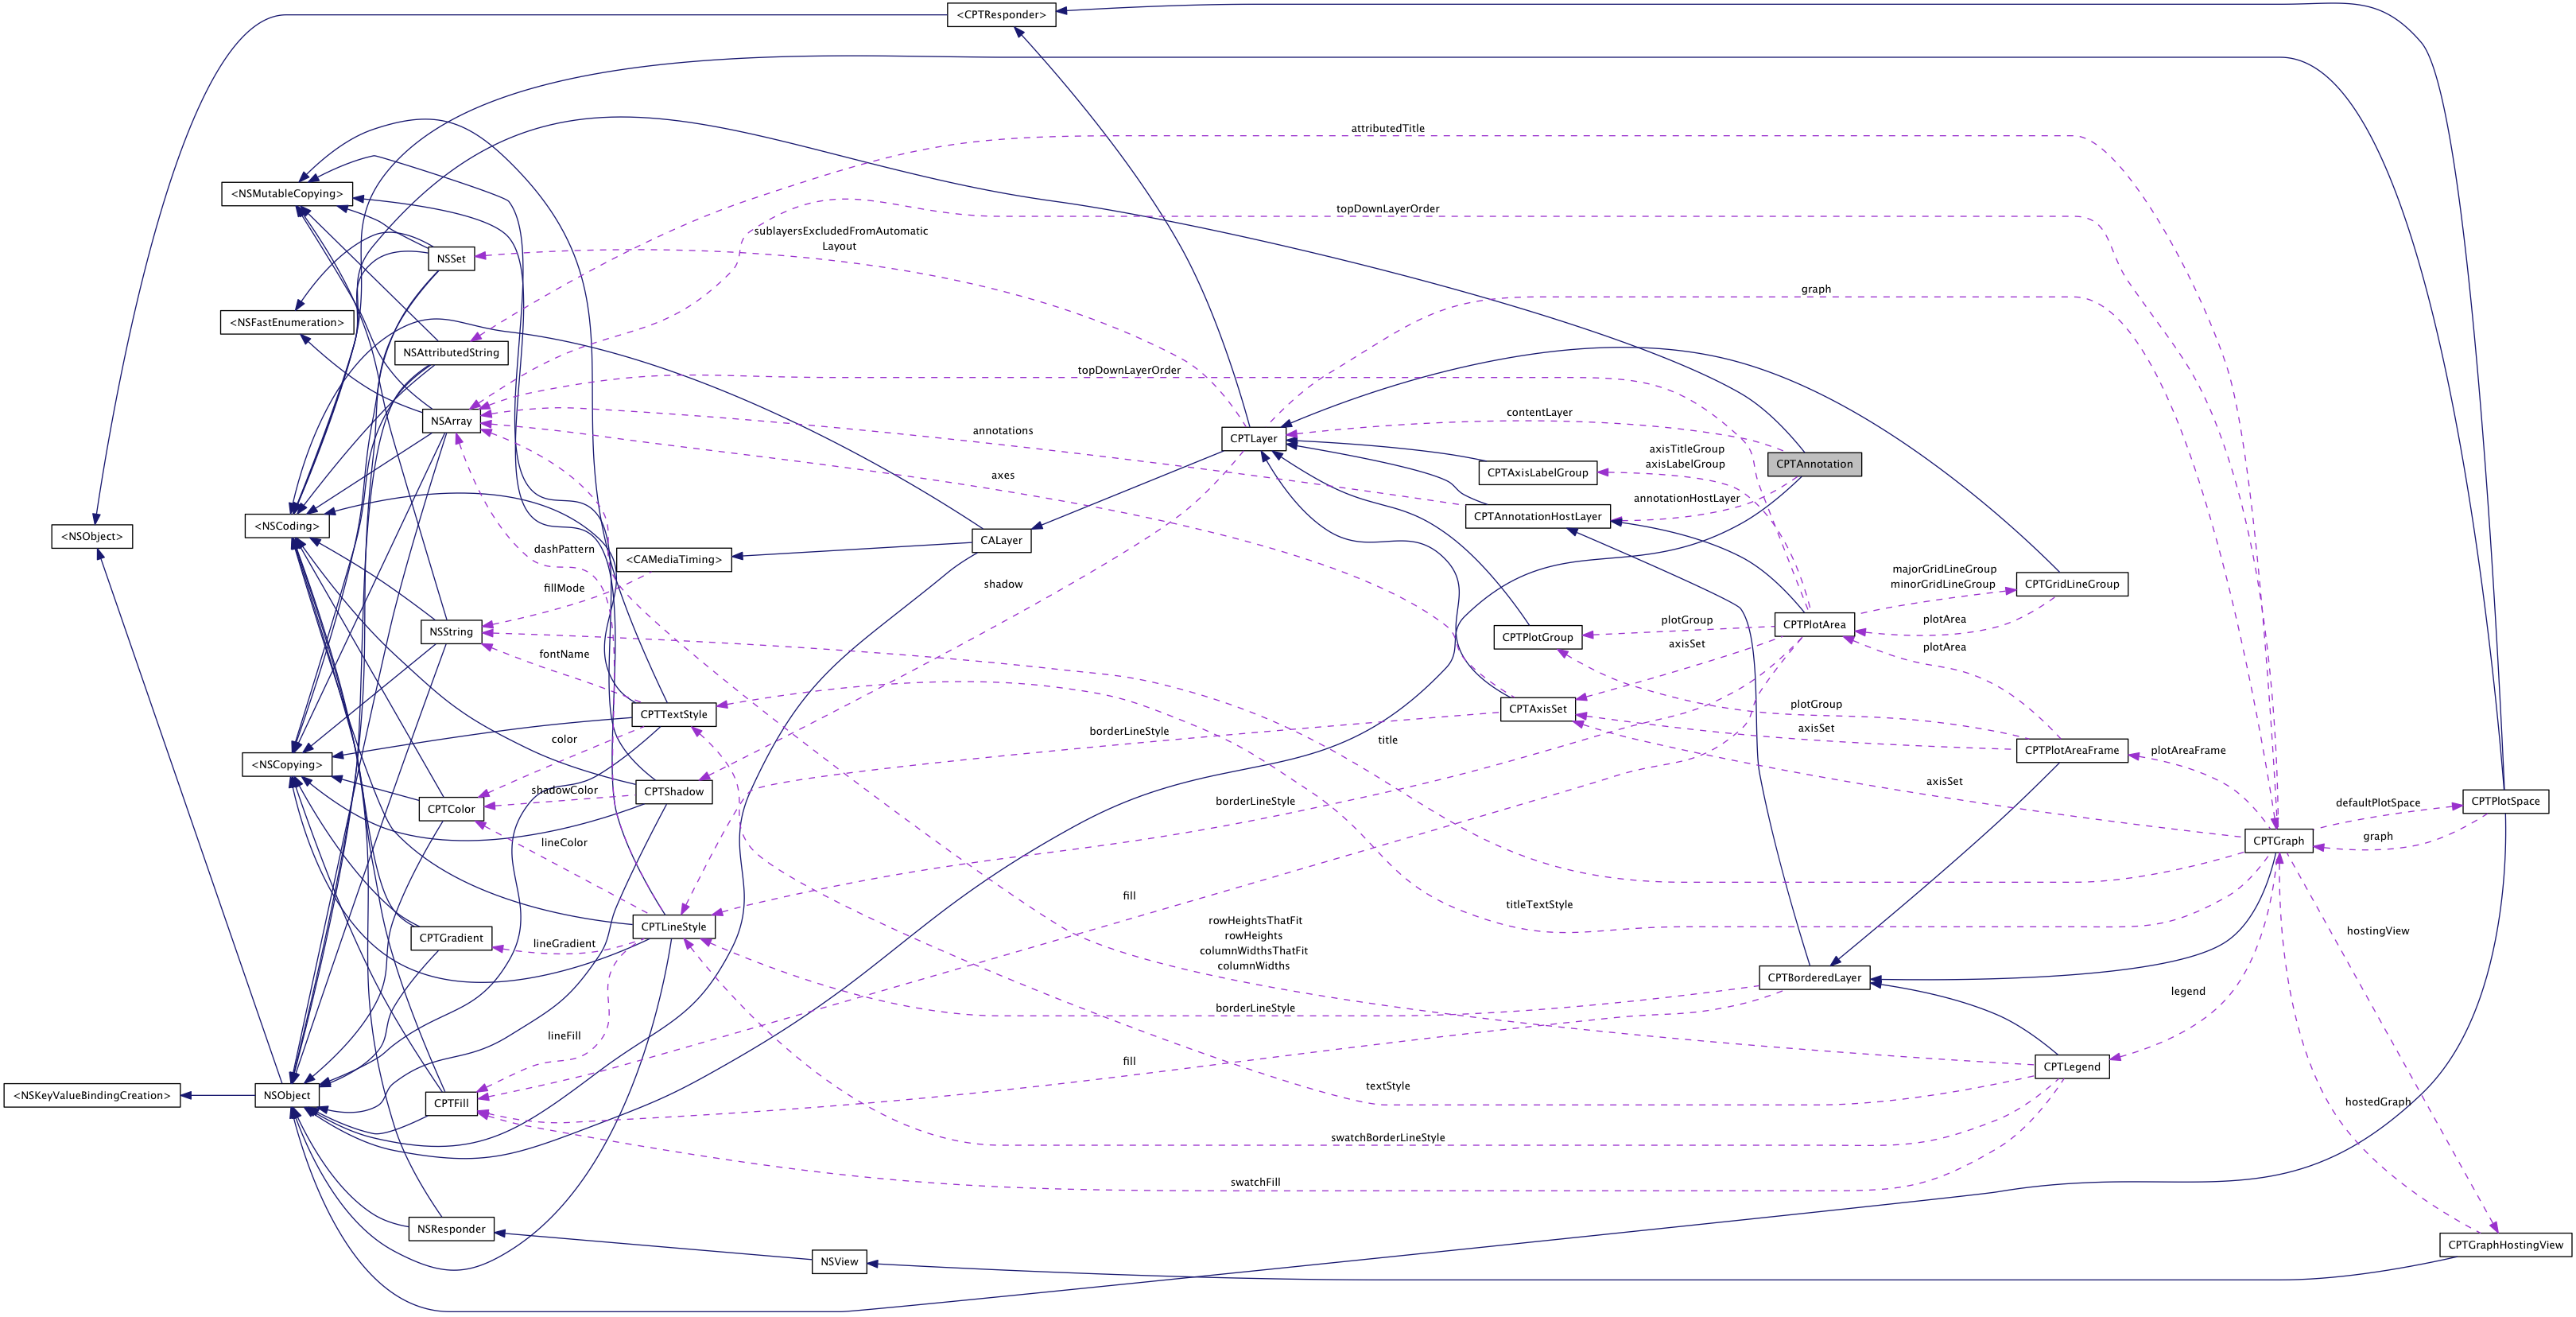 <CPTResponder>
attributedTitle
<NSMutableCopying>
topDownLayerOrder
sublayersExcludedFromAutomatic
Layout
NSSet
graph
<NSFastEnumeration>
NSAttributedString
topDownLayerOrder
contentLayer
NSArray
annotations
CPTLayer
axisTitleGroup
axisLabelGroup
CPTAnnotation
CPTAxisLabelGroup
axes
annotationHostLayer
CPTAnnotationHostLayer
<NSCoding>
<NSObject>
CALayer
dashPattern
<CAMediaTiming>
majorGridLineGroup
minorGridLineGroup
CPTGridLineGroup
fillMode
shadow
plotArea
CPTPlotArea
plotGroup
NSString
CPTPlotGroup
axisSet
plotArea
fontName
plotGroup
CPTTextStyle
CPTAxisSet
axisSet
borderLineStyle
color
title
CPTPlotAreaFrame
plotAreaFrame
<NSCopying>
axisSet
shadowColor
CPTShadow
borderLineStyle
defaultPlotSpace
CPTPlotSpace
CPTColor
graph
CPTGraph
lineColor
fill
titleTextStyle
rowHeightsThatFit
rowHeights
columnWidthsThatFit
columnWidths
CPTLineStyle
hostingView
CPTGradient
lineGradient
CPTBorderedLayer
legend
borderLineStyle
lineFill
fill
CPTLegend
textStyle
<NSKeyValueBindingCreation>
NSObject
CPTFill
hostedGraph
swatchBorderLineStyle
swatchFill
NSResponder
CPTGraphHostingView
NSView